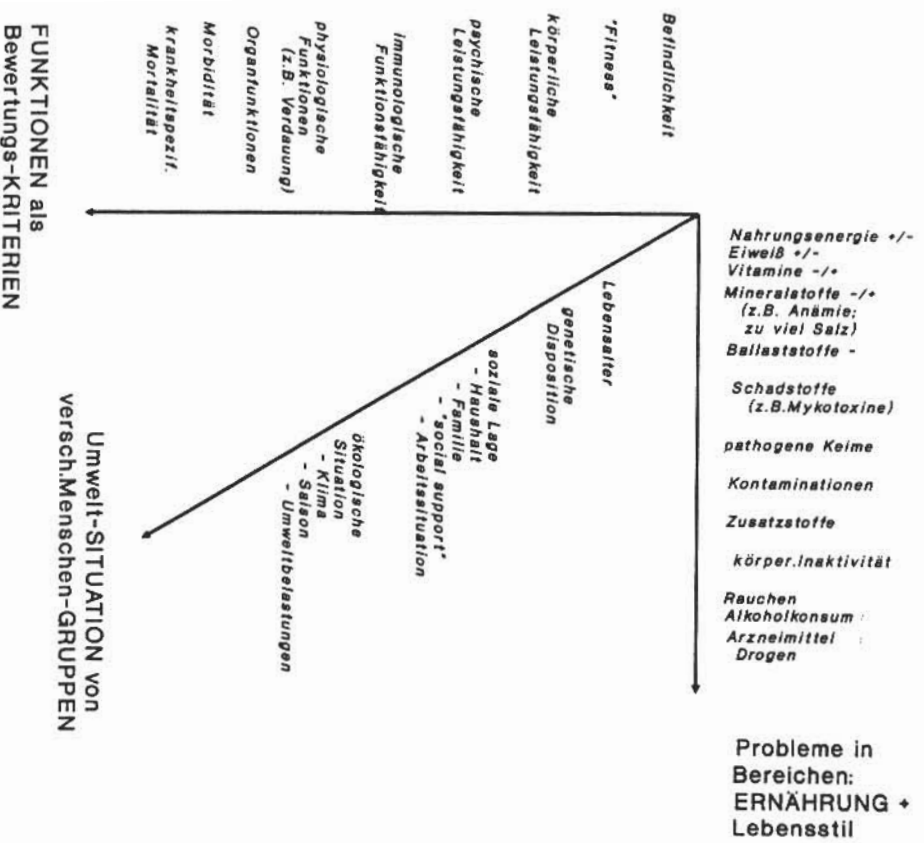 Befindlichkeit
"Fitness"
körperliche
Leistungsfähigkeit
psychische
Leistungsfähigkeit
immunologische
Funktionsfähigkeit
physiologische
Funktionen
(z.B. Verdauung)
Organfunktionen
Morbidität
krankheitspezif.
Mortalität
FUNKTIONEN als
Bewertungs-KRITERIEN
Nahrungsenergie +/-
Eiweiß +/-
Vitamine -/+
Mineralstoffe -/+
(z.B. Anämie;
zu viel Salz)
Ballaststoffe -
Schadstoffe
(z.B.Mykotoxine)
pathogene Keime
Kontaminationen
Zusatzstoffe
körper.Inaktivität
Rauchen
Alkoholkonsum
Arzneimittel
Drogen
Probleme in
Bereichen:
ERNÄHRUNG +
Lebensstil
Lebensalter
genetische
Disposition
soziale Lage
- Haushalt
- Familie
- "social support"
- Arbeitssituation
ökologische
Situation
- Klima
- Saison
- Umweltbelastungen
Umwelt-SITUATION von
versch.Menschen-GRUPPEN